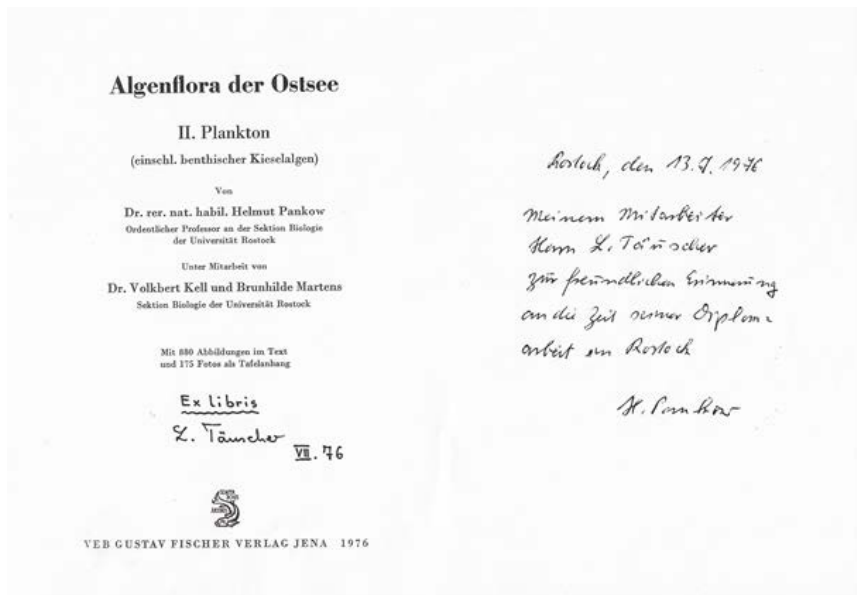 Algenflora der Ostsee
II. Plankton
(einschl. benthischer Kieselalgen)
Von
Dr. rer. nat. habil. Helmut Pankow
Ordentlicher Professor an der Sektion Biologie
der Universität Rostock
Unter Mitarbeit von
Dr. Volkbert Kell und Brunhilde Martens
Sektion Biologie der Universität Rostock
Mit 880 Abbildungen im Text
und 175 Fotos als Tafelanhang
Ex libris
L. Täuscher
VII. 76
VEB GUSTAV FISCHER VERLAG JENA 1976
Rostock, den 13.7.1976
Meinem Mitarbeiter
Herrn L. Täuscher
zur freundlichen Erinnerung
an die Zeit seiner Diplom-
arbeit in Rostock
H. Pankow